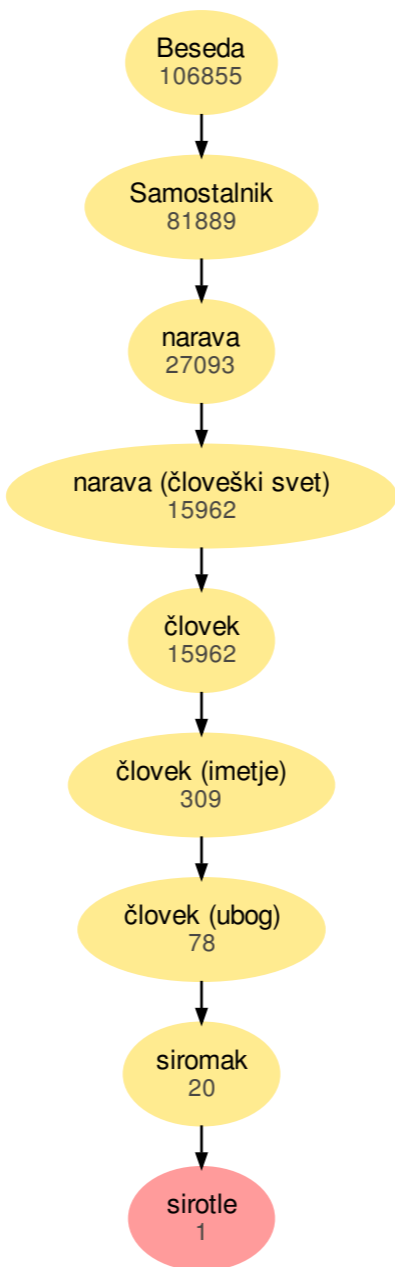 Beseda
106855
Samostalnik
81889
narava
27093
narava (človeški svet)
15962
človek
15962
človek (imetje)
309
človek (ubog)
78
siromak
20
sirotle
1